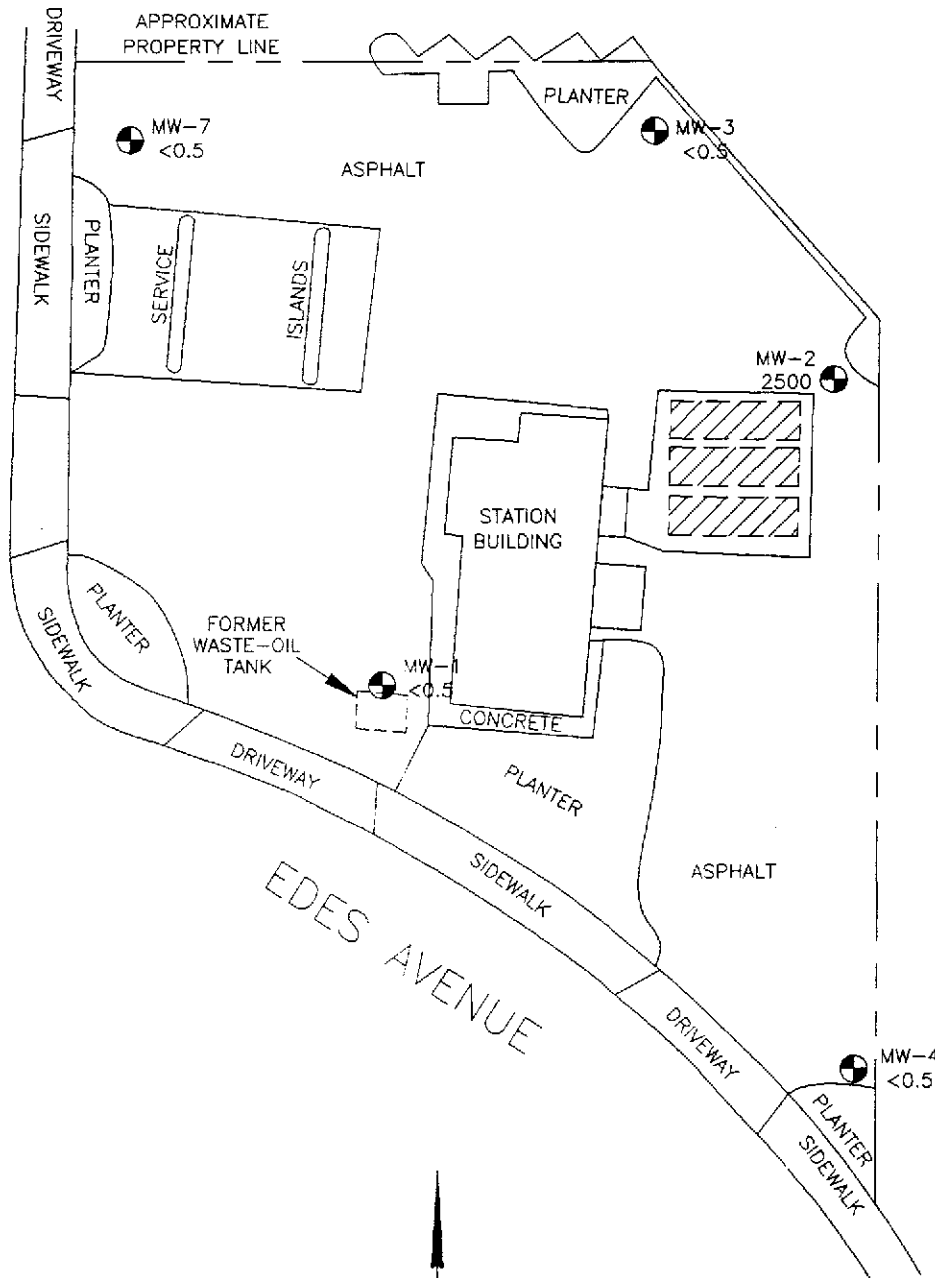 DRIVEWAY
APPROXIMATE
PROPERTY LINE
PLANTER
MW-7
<0.5
MW-3
<0.5
ASPHALT
SIDEWALK
PLANTER
SERVICE
ISLANDS
MW-2
2500
STATION
BUILDING
PLANTER
SIDEWALK
FORMER
WASTE-OIL
TANK
MW-1
<0.5
CONCRETE
DRIVEWAY
PLANTER
SIDEWALK
ASPHALT
EDES AVENUE
DRIVEWAY
MW-4
<0.5
PLANTER
SIDEWALK